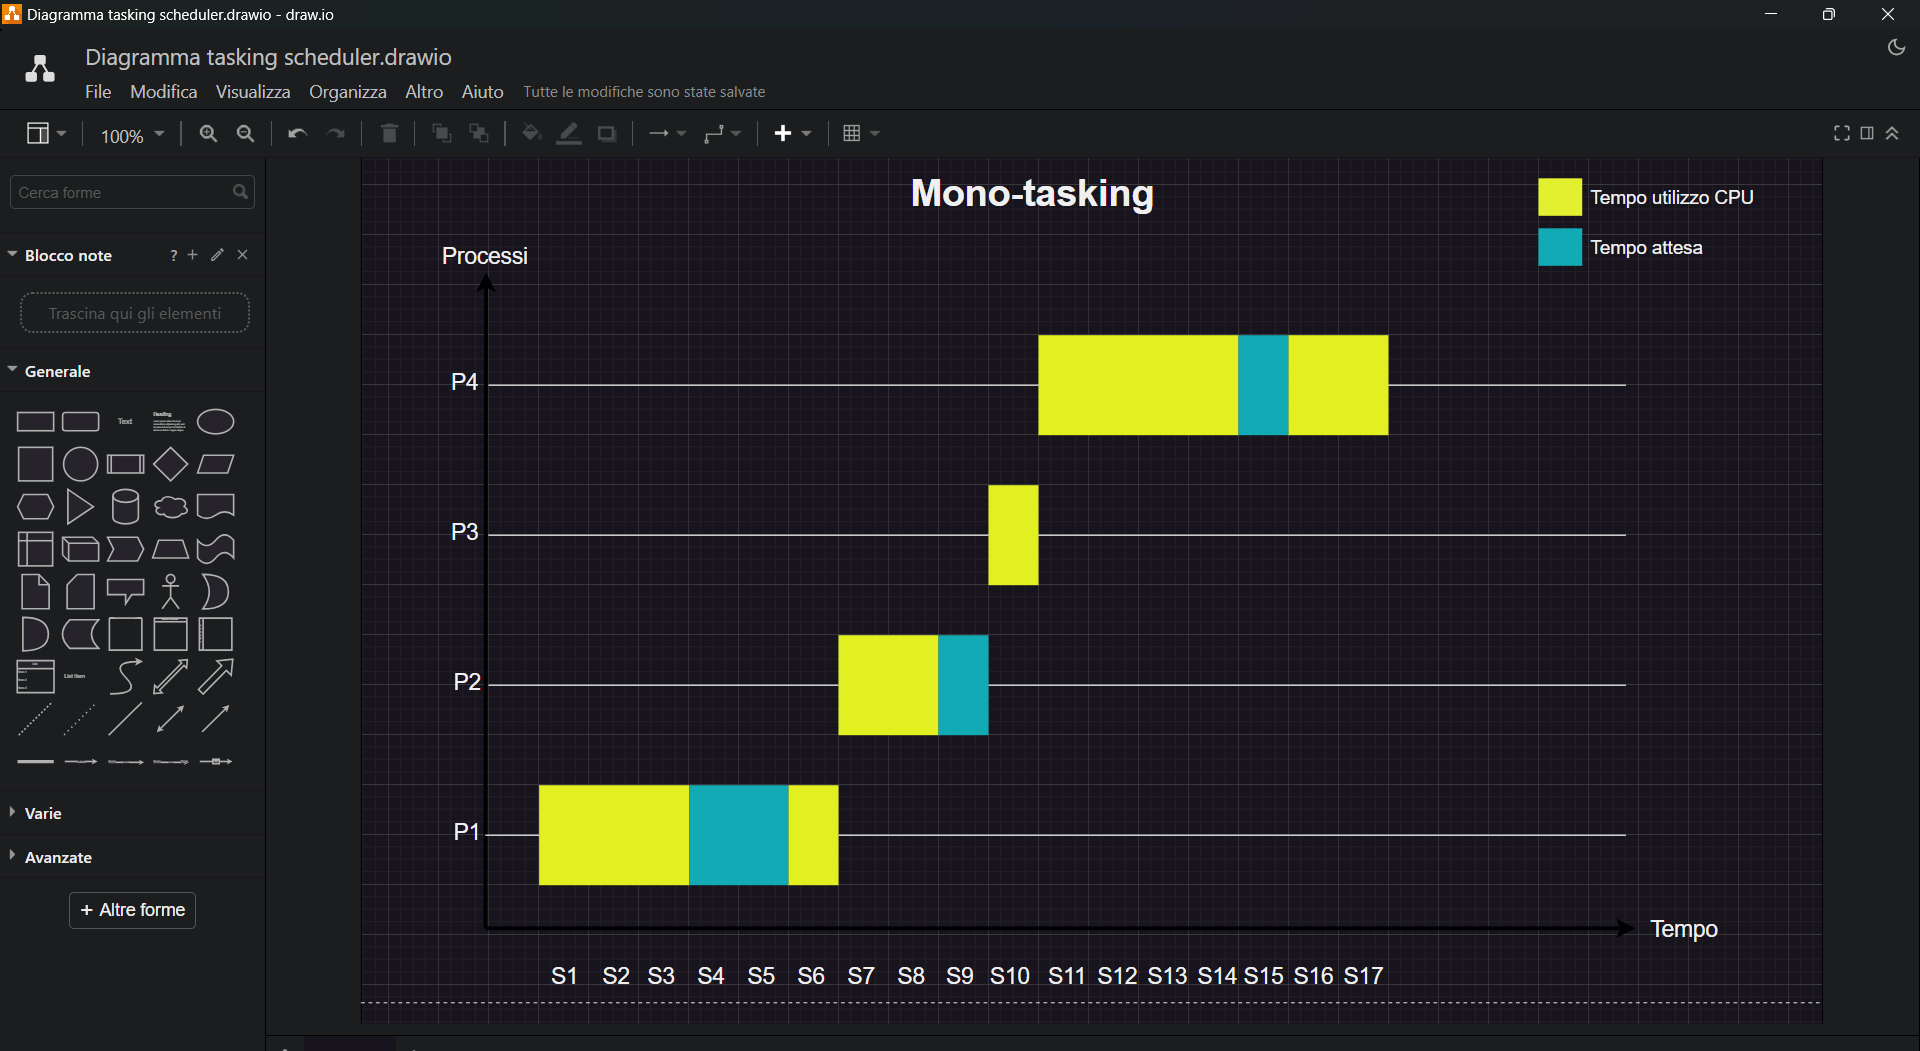 Diagramma tasking scheduler.drawio - draw.io
Diagramma tasking scheduler.drawio
File Modifica Visualizza Organizza Altro Aiuto Tutte le modifiche sono state salvate
100%
Cerca forme
Blocco note ? + 
Trascina qui gli elementi
Generale
Text
Heading
List Item
Varie
Avanzate
+ Altre forme
Mono-tasking
Tempo utilizzo CPU
Tempo attesa
Processi
P4
P3
P2
P1
Tempo
S1 S2 S3 S4 S5 S6 S7 S8 S9 S10 S11 S12 S13 S14 S15 S16 S17